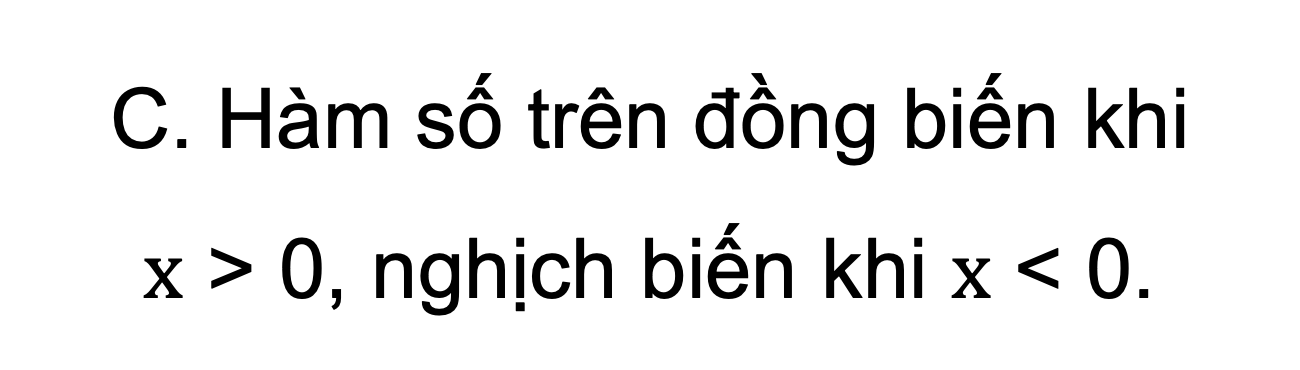 C. Hàm số trên đồng biến khi
x > 0, nghịch biến khi x < 0.